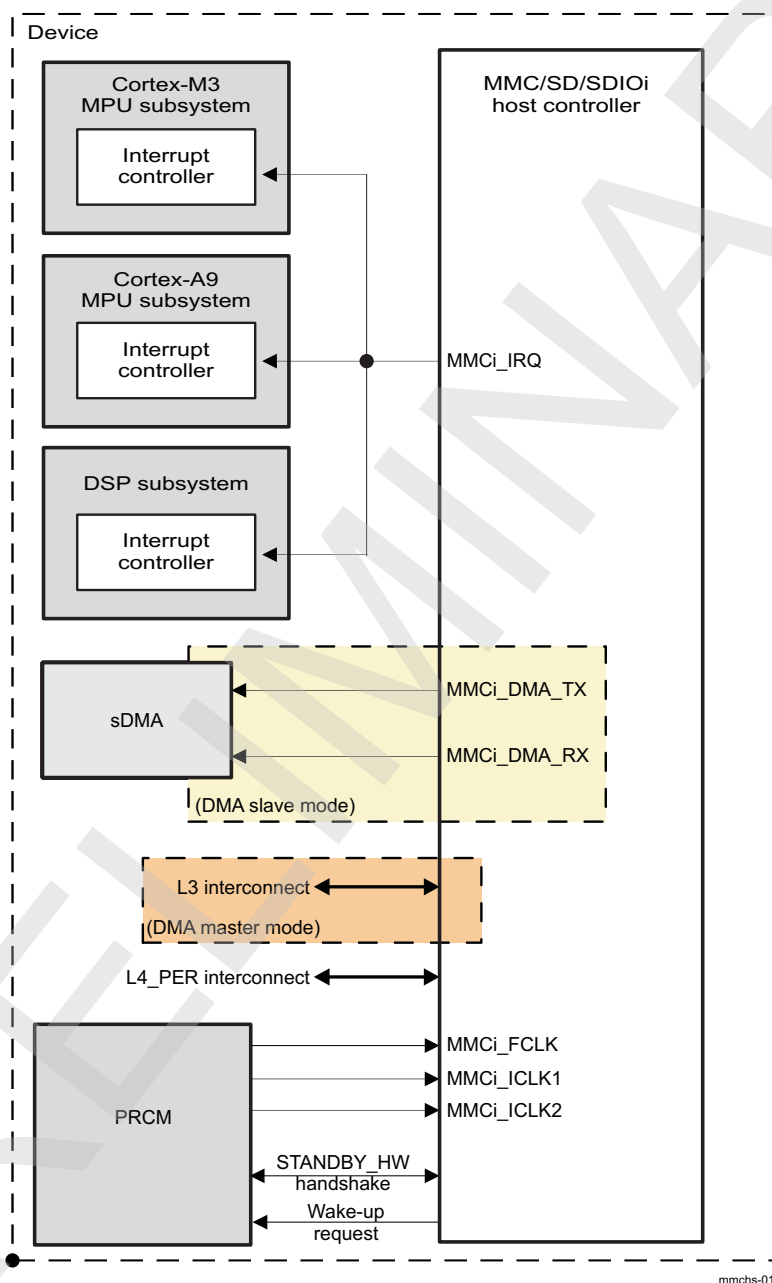 Device
Cortex-M3
MPU subsystem
Interrupt
controller
MMC/SD/SDIOi
host controller
Cortex-A9
MPU subsystem
Interrupt
controller
MMCi_IRQ
DSP subsystem
Interrupt
controller
sDMA
MMCi_DMA_TX
MMCi_DMA_RX
(DMA slave mode)
L3 interconnect
(DMA master mode)
L4_PER interconnect
PRCM
MMCi_FCLK
MMCi_ICLK1
MMCi_ICLK2
STANDBY_HW
handshake
Wake-up
request